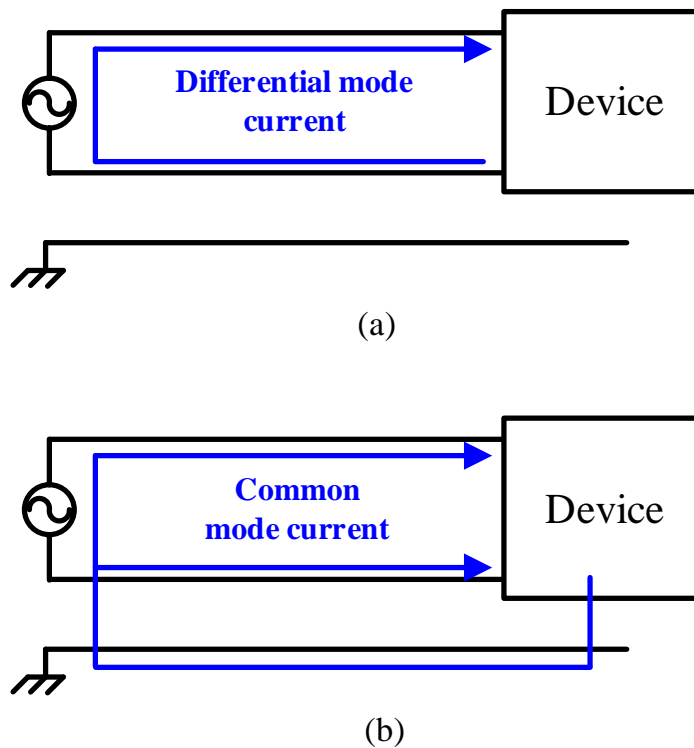 Differential mode
current
Device
(a)
Common
mode current
Device
(b)